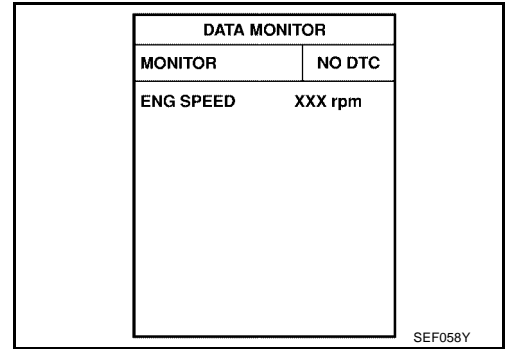 DATA MONITOR
MONITOR NO DTC
ENG SPEED XXX rpm
SEF058Y